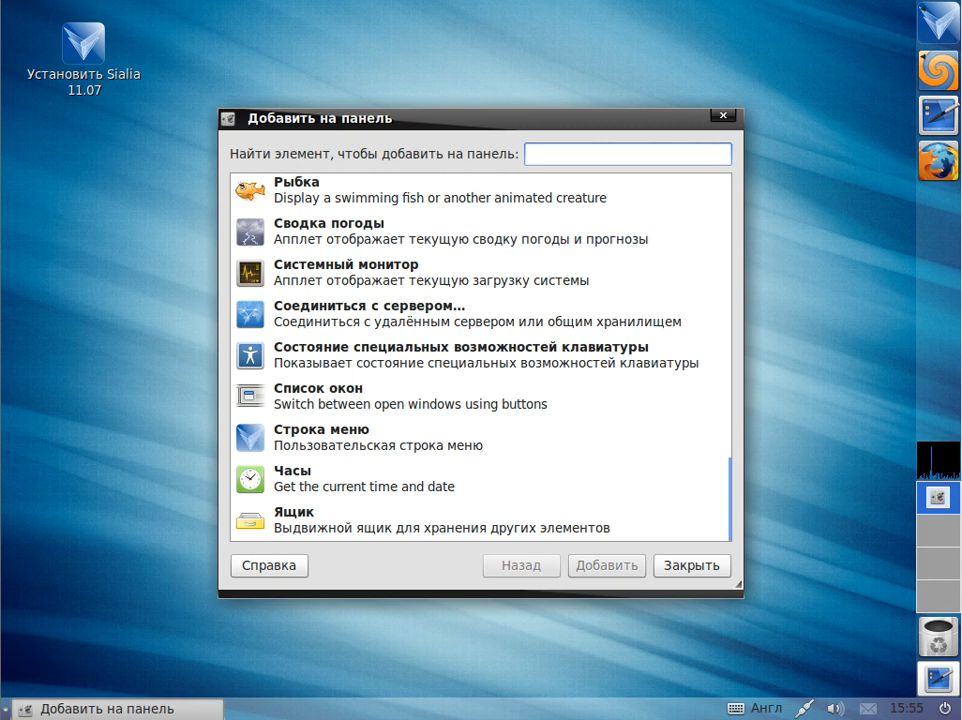 Установить Sialia
11.07
Добавить на панель
Найти элемент, чтобы добавить на панель:
Рыбка
Display a swimming fish or another animated creature
Сводка погоды
Апплет отображает текущую сводку погоды и прогнозы
Системный монитор
Апплет отображает текущую загрузку системы
Соединиться с сервером...
Соединиться с удалённым сервером или общим хранилищем
Состояние специальных возможностей клавиатуры
Показывает состояние специальных возможностей клавиатуры
Список окон
Switch between open windows using buttons
Строка меню
Пользовательская строка меню
Часы
Get the current time and date
Ящик
Выдвижной ящик для хранения других элементов
Справка
Назад
Добавить
Закрыть
Добавить на панель
Англ
15:55